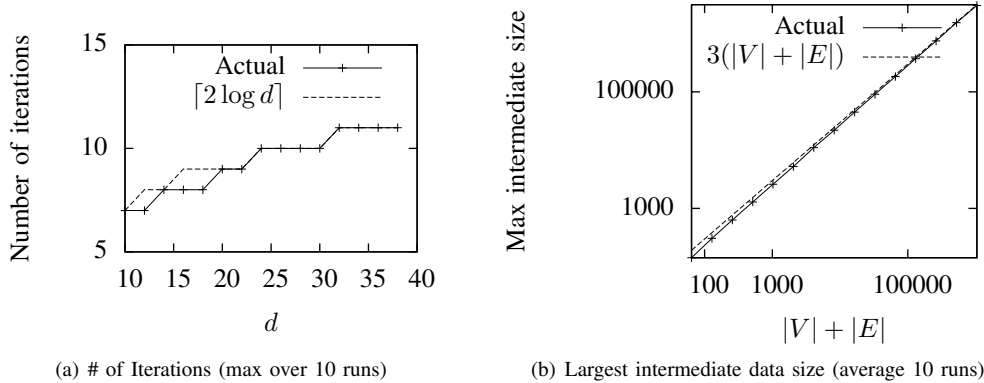 Number of iterations
15
10
5
Actual
⌈2 log d⌉
10 15 20 25 30 35 40
d
(a) # of Iterations (max over 10 runs)
Max intermediate size
100000
1000
Actual
3(|V| + |E|)
100 1000 100000
|V| + |E|
(b) Largest intermediate data size (average 10 runs)